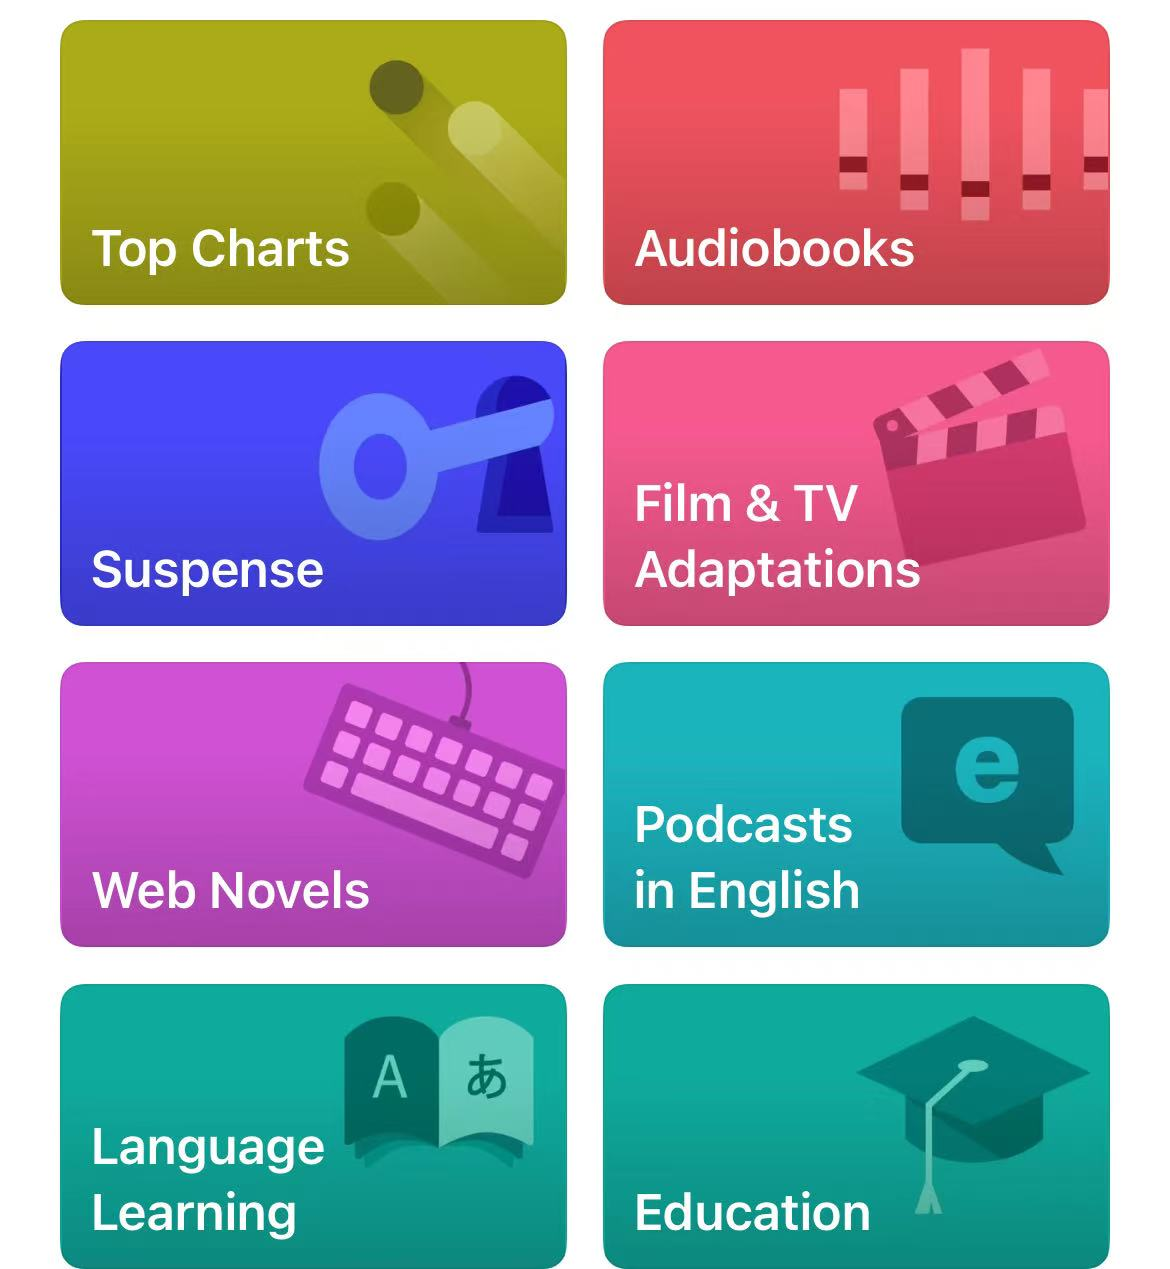 Top Charts
Audiobooks
Suspense
Film & TV
Adaptations
Web Novels
e
Podcasts
in English
A あ
Language
Learning
Education